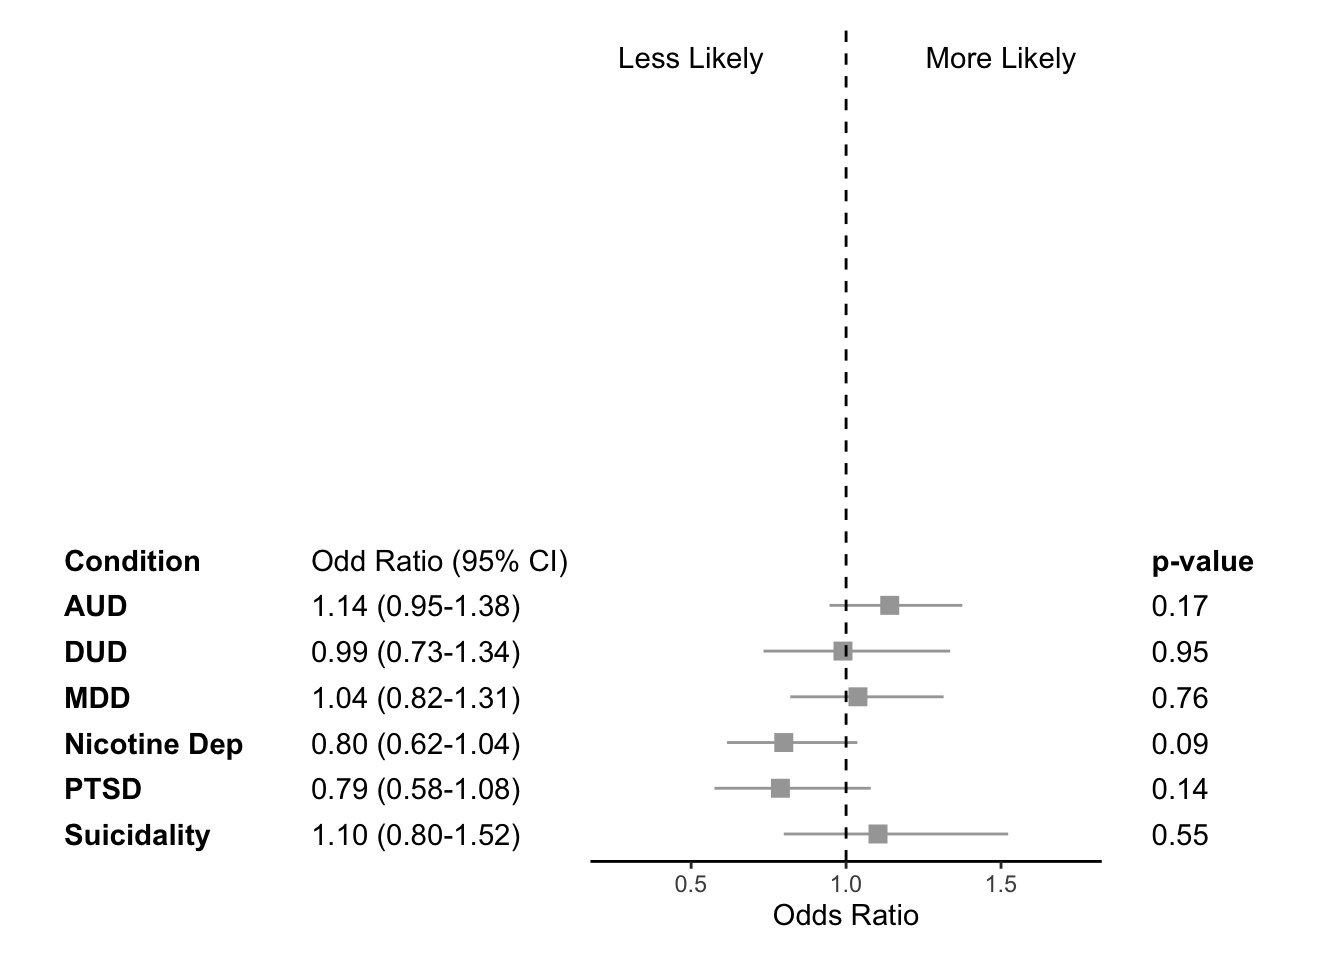 Less Likely More Likely
Condition Odd Ratio (95% CI) p-value
AUD 1.14 (0.95-1.38) 0.17
DUD 0.99 (0.73-1.34) 0.95
MDD 1.04 (0.82-1.31) 0.76
Nicotine Dep 0.80 (0.62-1.04) 0.09
PTSD 0.79 (0.58-1.08) 0.14
Suicidality 1.10 (0.80-1.52) 0.55
0.5 1.0 1.5
Odds Ratio